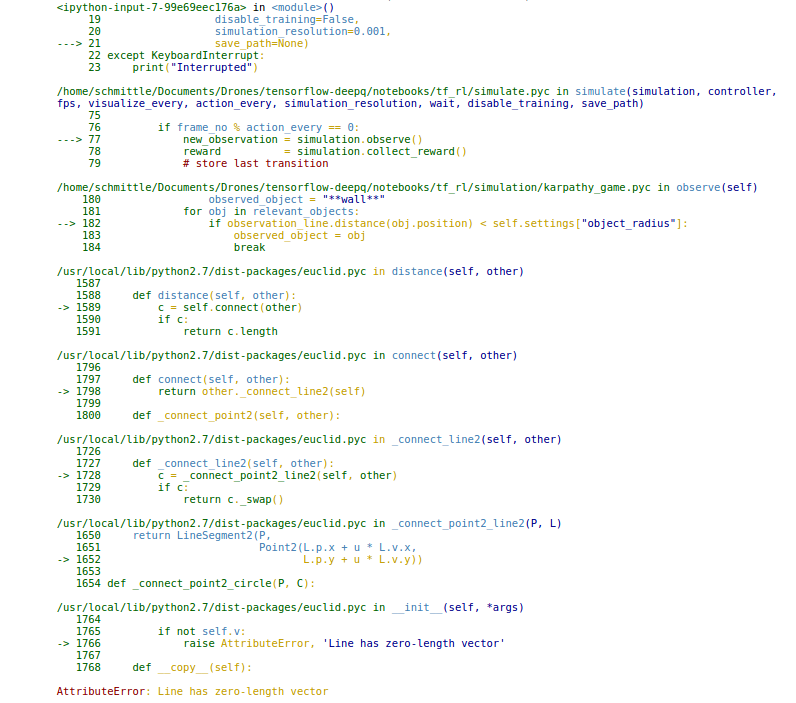 <ipython-input-7-99e69eec176a> in <module>()
     19                  disable_training=False,
     20                  simulation_resolution=0.001,
---> 21                  save_path=None)
     22 except KeyboardInterrupt:
     23     print("Interrupted")
/home/schmittle/Documents/Drones/tensorflow-deepq/notebooks/tf_rl/simulate.pyc in simulate(simulation, controller,
fps, visualize_every, action_every, simulation_resolution, wait, disable_training, save_path)
     75
     76         if frame_no % action_every == 0:
---> 77             new_observation = simulation.observe()
     78             reward          = simulation.collect_reward()
     79             # store last transition
/home/schmittle/Documents/Drones/tensorflow-deepq/notebooks/tf_rl/simulation/karpathy_game.pyc in observe(self)
    180                 observed_object = "**wall**"
    181             for obj in relevant_objects:
--> 182                 if observation_line.distance(obj.position) < self.settings["object_radius"]:
    183                     observed_object = obj
    184                     break
/usr/local/lib/python2.7/dist-packages/euclid.pyc in distance(self, other)
   1587
   1588     def distance(self, other):
-> 1589         c = self.connect(other)
   1590         if c:
   1591             return c.length
/usr/local/lib/python2.7/dist-packages/euclid.pyc in connect(self, other)
   1796
   1797     def connect(self, other):
-> 1798         return other._connect_line2(self)
   1799
   1800     def _connect_point2(self, other):
/usr/local/lib/python2.7/dist-packages/euclid.pyc in _connect_line2(self, other)
   1726
   1727     def _connect_line2(self, other):
-> 1728         c = _connect_point2_line2(self, other)
   1729         if c:
   1730             return c._swap()
/usr/local/lib/python2.7/dist-packages/euclid.pyc in _connect_point2_line2(P, L)
   1650     return LineSegment2(P,
   1651                         Point2(L.p.x + u * L.v.x,
-> 1652                                L.p.y + u * L.v.y))
   1653
   1654 def _connect_point2_circle(P, C):
/usr/local/lib/python2.7/dist-packages/euclid.pyc in __init__(self, *args)
   1764
   1765         if not self.v:
-> 1766             raise AttributeError, 'Line has zero-length vector'
   1767
   1768     def __copy__(self):
AttributeError: Line has zero-length vector